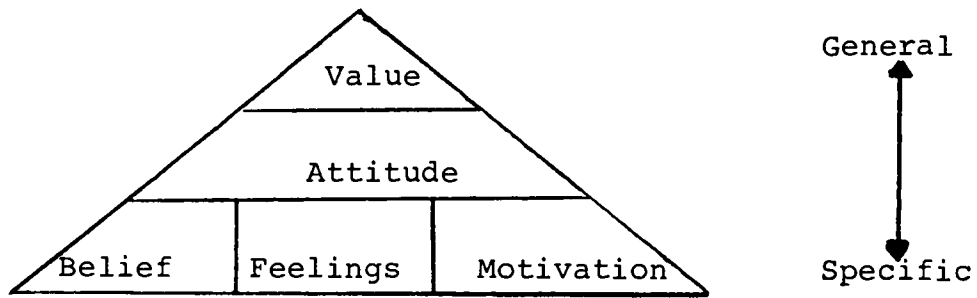 General
Value
Attitude
Belief Feelings Motivation
Specific